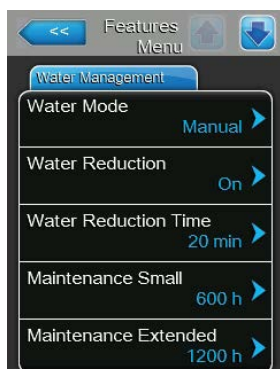 << Features
Menu
Water Management
Water Mode
Manual
Water Reduction
On
Water Reduction Time
20 min
Maintenance Small
600 h
Maintenance Extended
1200 h